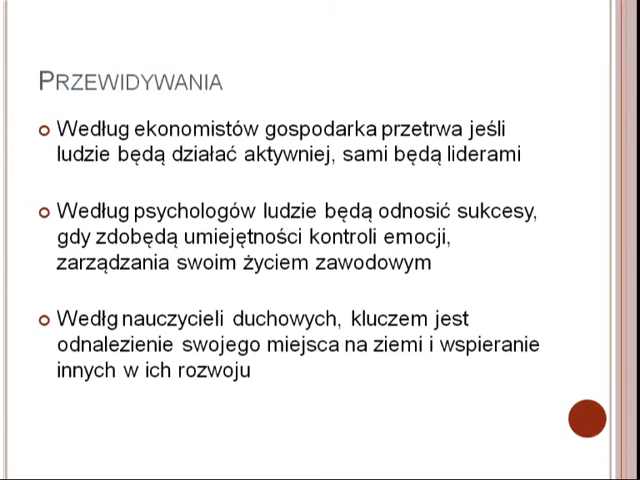 PRZEWIDYWANIA
Według ekonomistów gospodarka przetrwa jeśli
ludzie będą działać aktywniej, sami będą liderami
Według psychologów ludzie będą odnosić sukcesy,
gdy zdobędą umiejętności kontroli emocji,
zarządzania swoim życiem zawodowym
Wedłg nauczycieli duchowych, kluczem jest
odnalezienie swojego miejsca na ziemi i wspieranie
innych w ich rozwoju